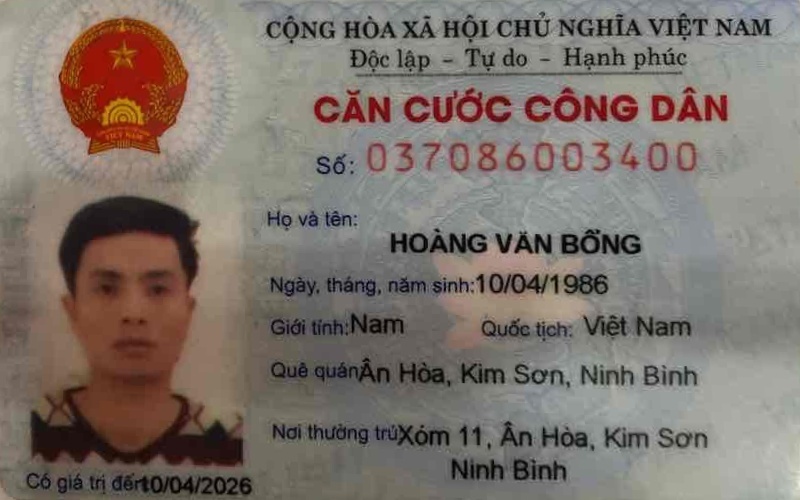 CỘNG HÒA XÃ HỘI CHỦ NGHĨA VIỆT NAM
Độc lập - Tự do - Hạnh phúc
CĂN CƯỚC CÔNG DÂN
Số: 037086003400
Họ và tên:
HOÀNG VĂN BỔNG
Ngày, tháng, năm sinh: 10/04/1986
Giới tính: Nam Quốc tịch: Việt Nam
Quê quán Ân Hòa, Kim Sơn, Ninh Bình
Nơi thường trú Xóm 11, Ân Hòa, Kim Sơn
Ninh Bình
Có giá trị đến 10/04/2026
VIỆT NAM